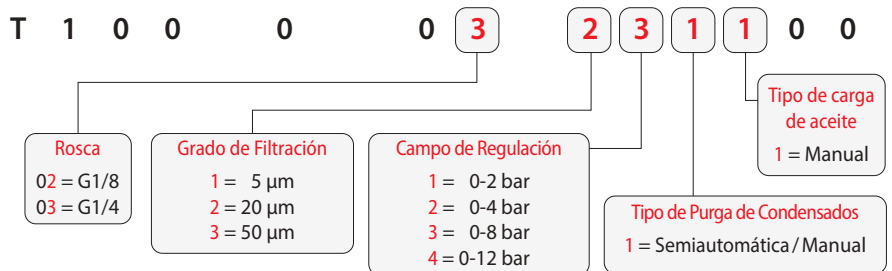 T 1 0 0 0 0 3 2 3 1 1 0 0
Tipo de carga
de aceite
1 = Manual
Rosca
02 = G1/8
03 = G1/4
Grado de Filtración
1 = 5 µm
2 = 20 µm
3 = 50 µm
Campo de Regulación
1 = 0-2 bar
2 = 0-4 bar
3 = 0-8 bar
4 = 0-12 bar
Tipo de Purga de Condensados
1 = Semiautomática / Manual